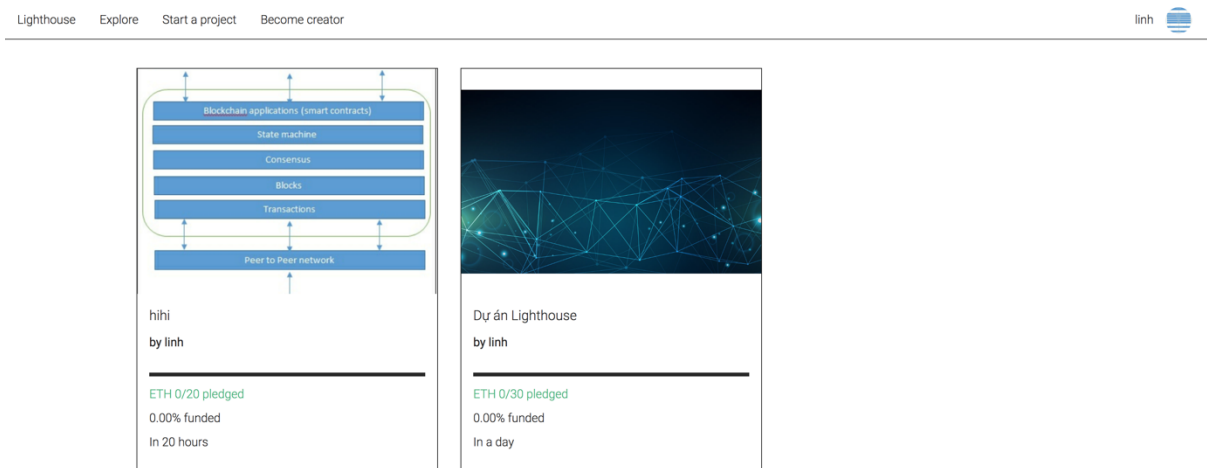 Lighthouse Explore Start a project Become creator linh
Blockchain applications (smart contracts)
State machine
Consensus
Blocks
Transactions
Peer to Peer network
hihi
by linh
ETH 0/20 pledged
0.00% funded
In 20 hours
Dự án Lighthouse
by linh
ETH 0/30 pledged
0.00% funded
In a day